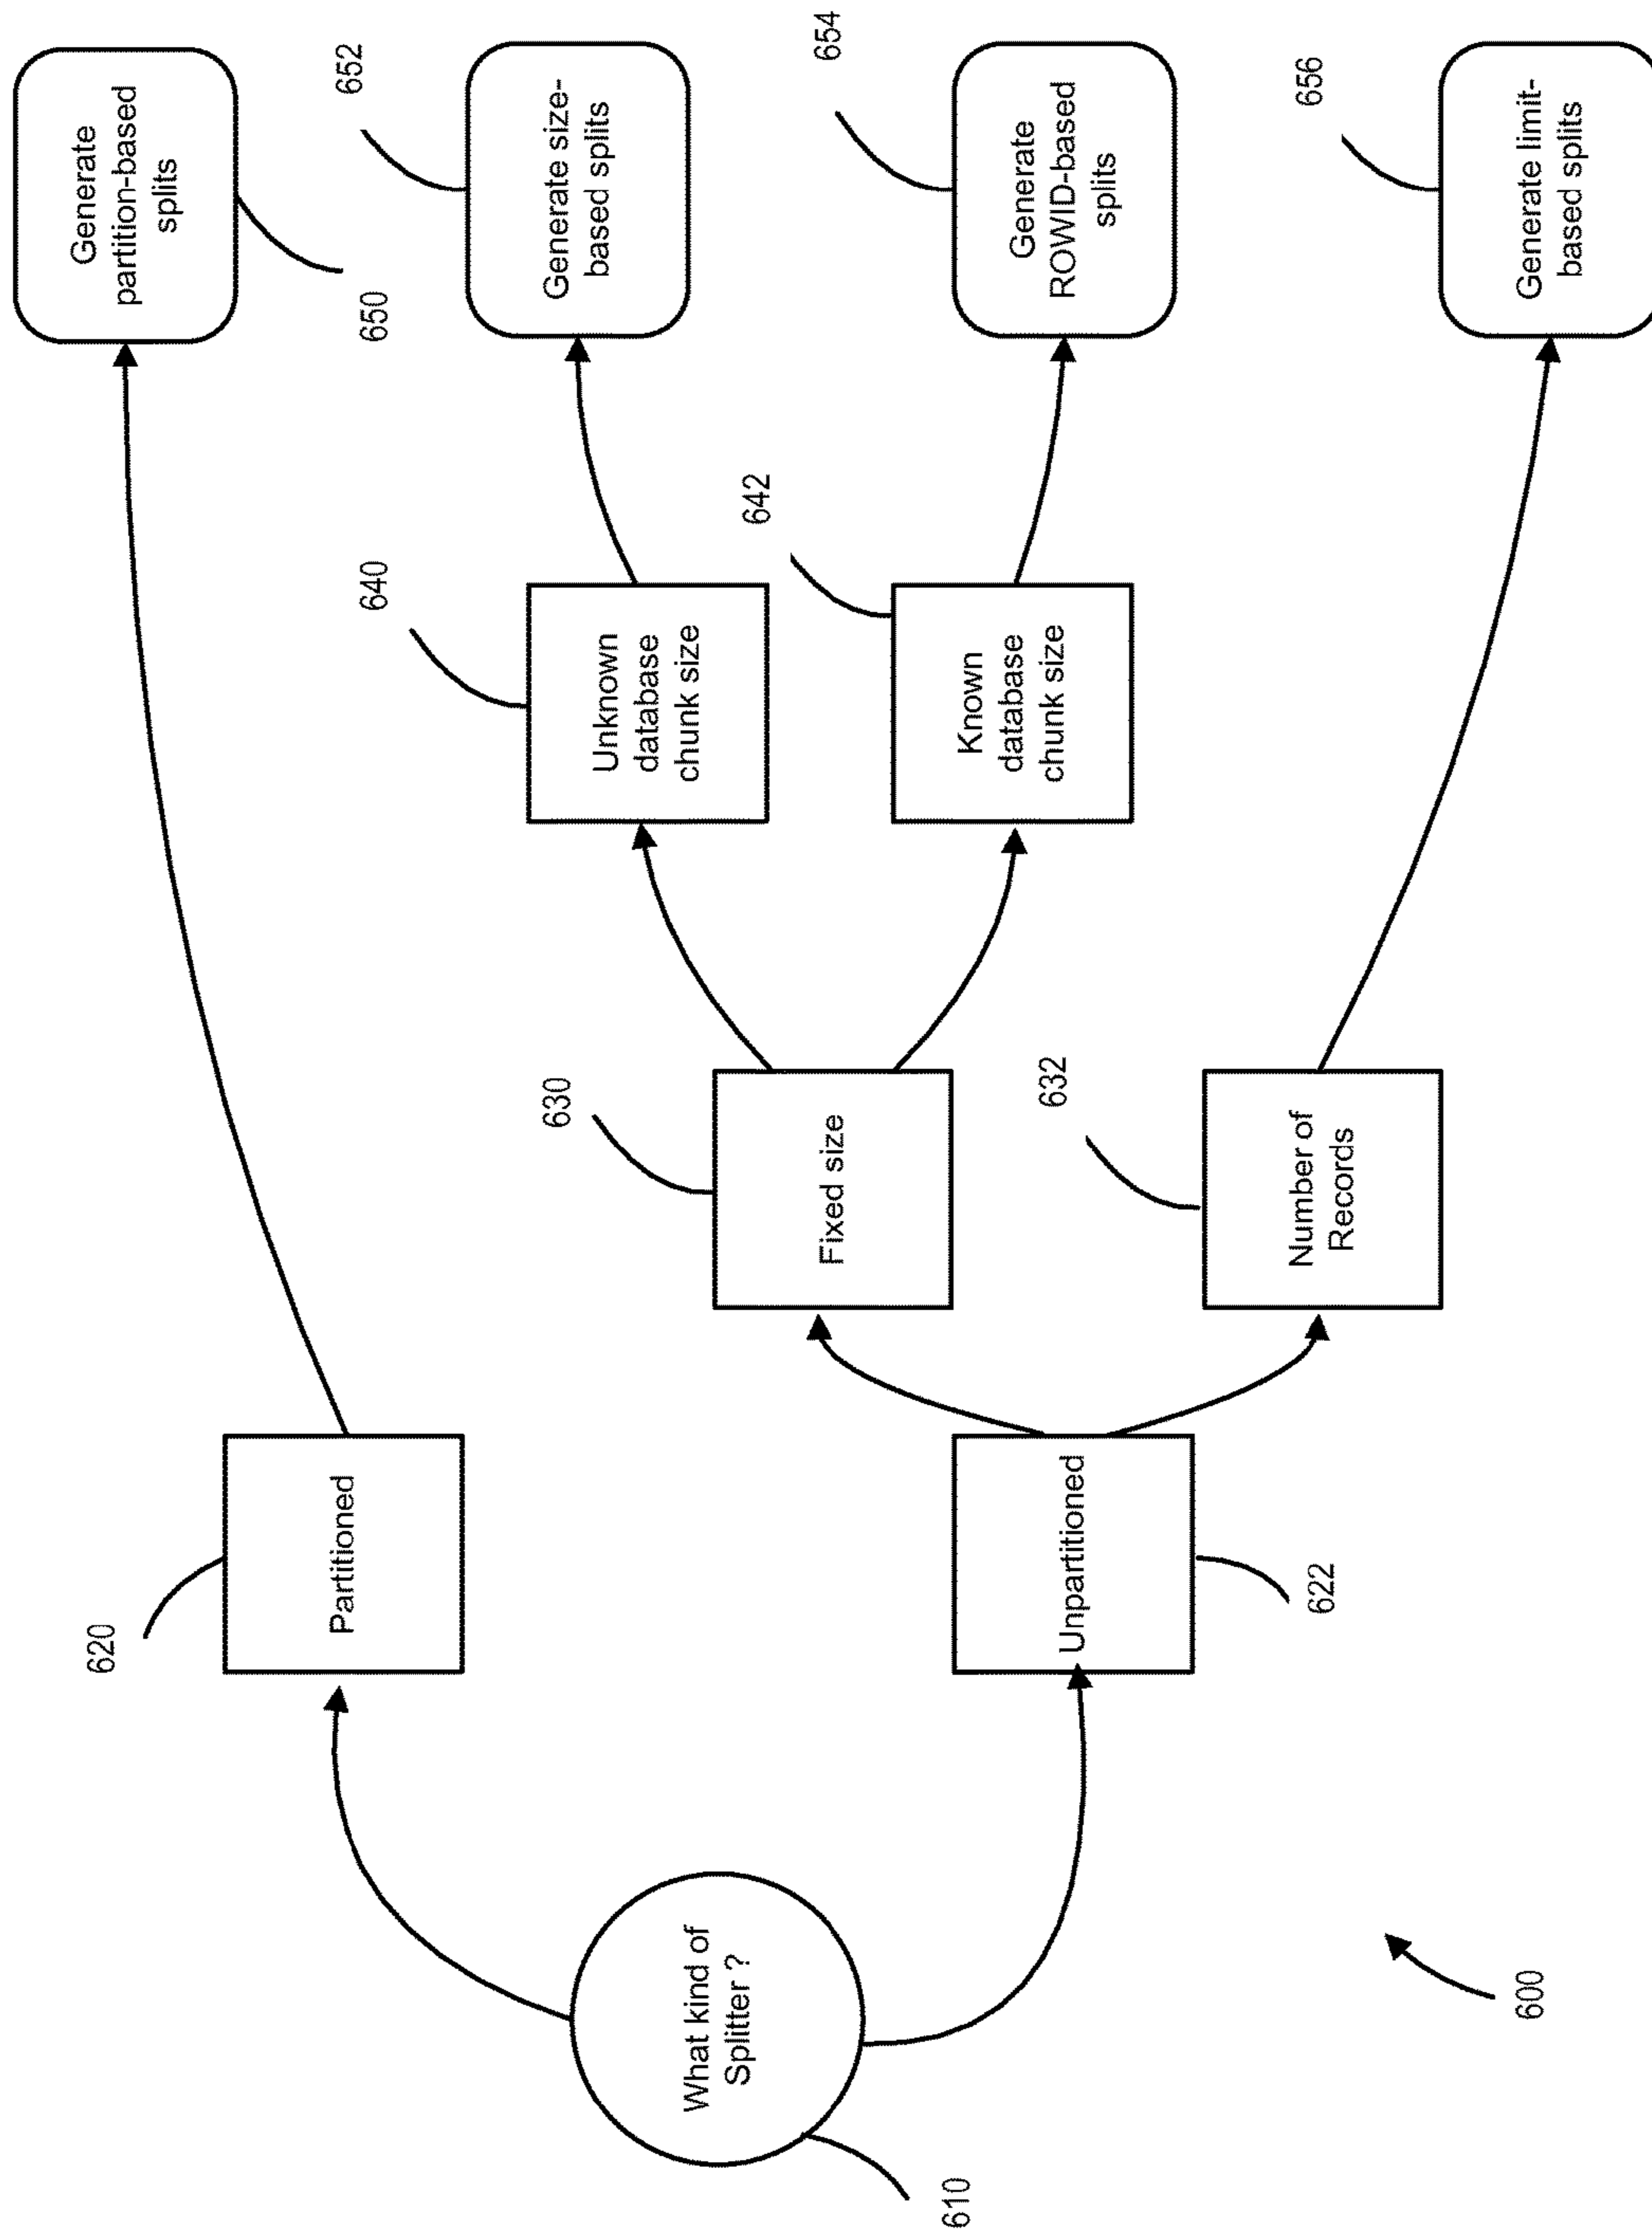 What kind of
Splitter ?
610
Partitioned
620
Unpartitioned
622
Fixed size
630
Number of
Records
632
Unknown
database
chunk size
640
Known
database
chunk size
642
Generate
partition-based
splits
650
Generate size-
based splits
652
Generate
ROWID-based
splits
654
Generate limit-
based splits
656
600